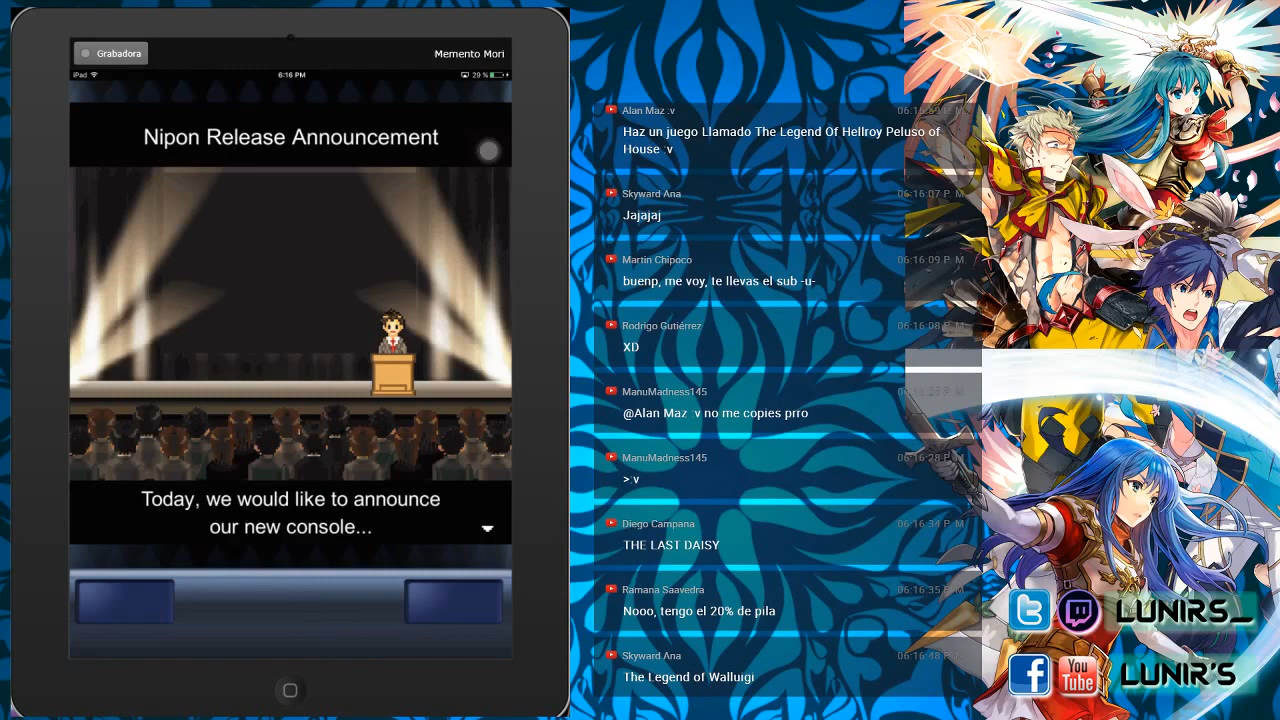 Grabadora
Memento Mori
iPad
6:16 PM
29 %
Nipon Release Announcement
Today, we would like to announce
our new console...
Alan Maz :v
Haz un juego Llamado The Legend Of Hellroy Peluso of
House :v
Skyward Ana
06:16:07 P. M.
Jajajaj
Martin Chipoco
06:16:09 P. M.
buenp, me voy, te llevas el sub -u-
Rodrigo Gutiérrez
06:16:08 P. M.
XD
ManuMadness145
@Alan Maz :v no me copies prro
ManuMadness145
06:16:28 P. M.
>:v
Diego Campana
06:16:34 P. M.
THE LAST DAISY
Ramana Saavedra
06:16:35 P. M.
Nooo, tengo el 20% de pila
Skyward Ana
06:16:48 P. M.
The Legend of Walluigi
LUNIRS_
You
Tube
LUNIR'S